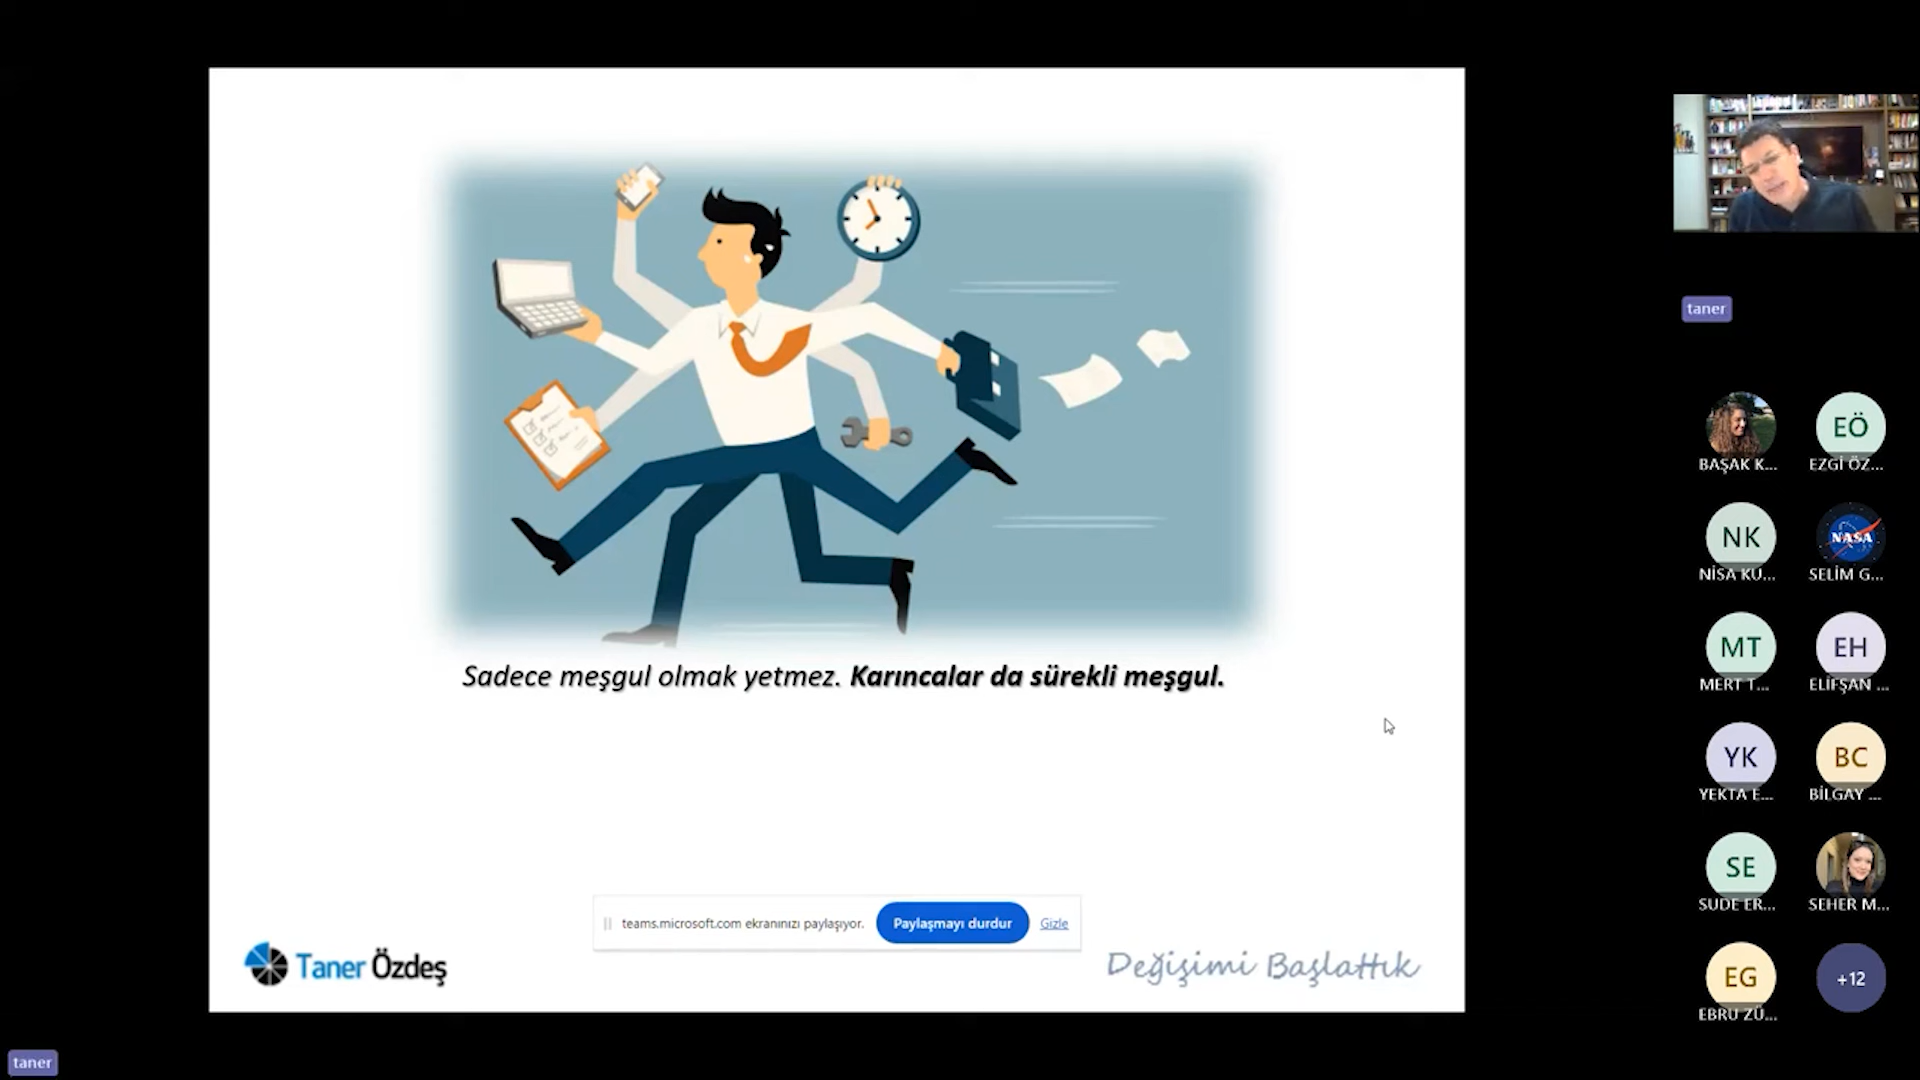 Sadece meşgul olmak yetmez. Karıncalar da sürekli meşgul.
teams.microsoft.com ekranınızı paylaşıyor. Paylaşmayı durdur Gizle
Taner Özdeş
Değişimi Başlattık
taner
BAŞAK K...
EÖ
EZGİ ÖZ...
NK
NİSA KU...
NASA
SELİM G...
MT
MERT T...
EH
ELİFŞAN ...
YK
YEKTA E...
BC
BİLGAY ...
SE
SUDE ER...
SEHER M...
EG
EBRU ZÜ...
+12
taner